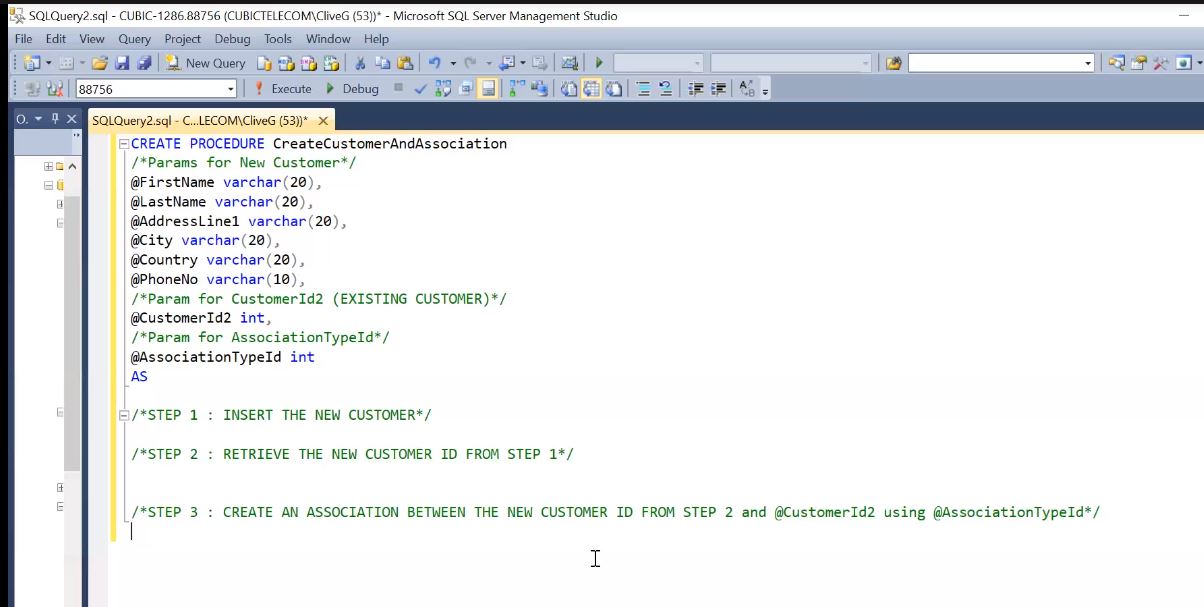 SQLQuery2.sql - CUBIC-1286.88756 (CUBICTELECOM\CliveG (53))* - Microsoft SQL Server Management Studio
File Edit View Query Project Debug Tools Window Help
New Query
88756 Execute Debug
O. SQLQuery2.sql - C...LECOM\CliveG (53))*
CREATE PROCEDURE CreateCustomerAndAssociation
/*Params for New Customer*/
@FirstName varchar(20),
@LastName varchar(20),
@AddressLine1 varchar(20),
@City varchar(20),
@Country varchar(20),
@PhoneNo varchar(10),
/*Param for CustomerId2 (EXISTING CUSTOMER)*/
@CustomerId2 int,
/*Param for AssociationTypeId*/
@AssociationTypeId int
AS
/*STEP 1 : INSERT THE NEW CUSTOMER*/
/*STEP 2 : RETRIEVE THE NEW CUSTOMER ID FROM STEP 1*/
/*STEP 3 : CREATE AN ASSOCIATION BETWEEN THE NEW CUSTOMER ID FROM STEP 2 and @CustomerId2 using @AssociationTypeId*/